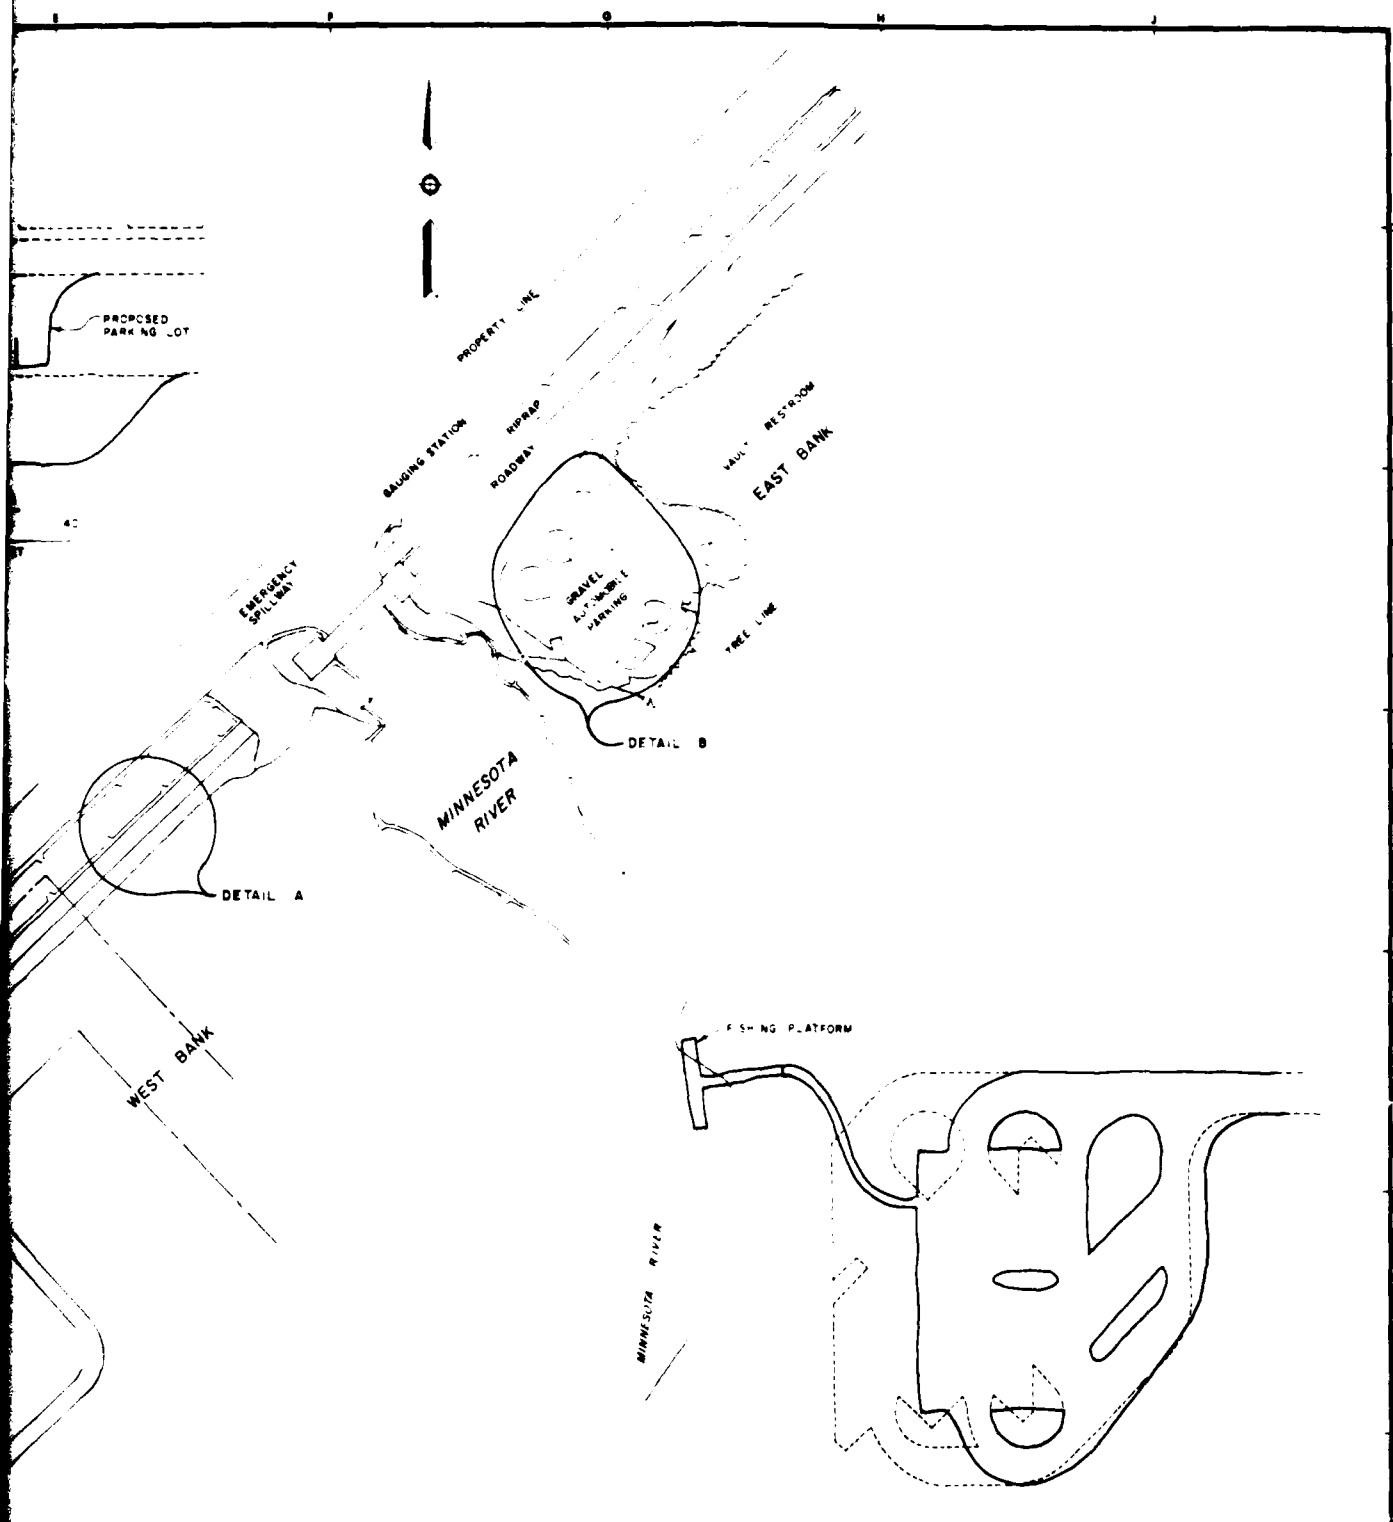 F
G
H
J
PROPOSED
PARKING LOT
PROPERTY LINE
GAUGING STATION
RIPRAP
ROADWAY
VAULT RESTROOM
EAST BANK
EMERGENCY
SPILLWAY
GRAVEL
AUTOMOBILE
PARKING
TREE LINE
DETAIL B
MINNESOTA
RIVER
DETAIL A
WEST BANK
FISHING PLATFORM
MINNESOTA RIVER